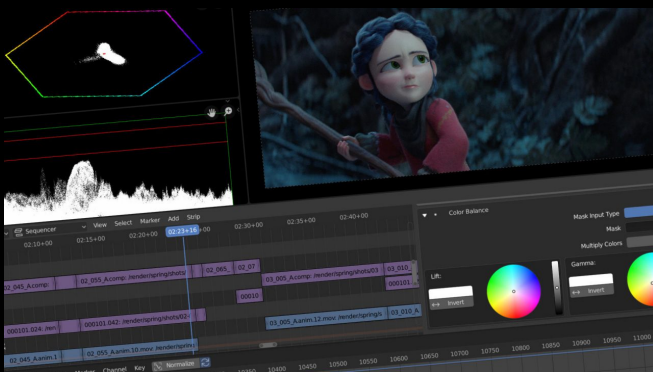 Sequencer View Select Marker Add Strip
02:10+00 02:15+00 02:20+00 02:23+16 02:30+00 02:35+00 02:40+00
Color Balance
Mask Input Type
Mask
Multiply Colors
02_045_A.comp: 02_055_A.comp: /render/spring/shots/ 02_065_ 02_07
03_005_A.comp: /render/spring/shots/03 03_010_
00010 000101
000101.024: /ren 000101.042: /render/spring/shots/02-
Lift: Gamma:
Invert Invert
03_005_A.anim.12.mov: /render/spring/s 03_010_A
02_045_A.anim.1 02_055_A.anim.10.mov: /render/spring
Marker Channel Key Normalize
10400 10450 10500 10550 10600 10650 10700 10750 10800 10850 10900 10950 11000